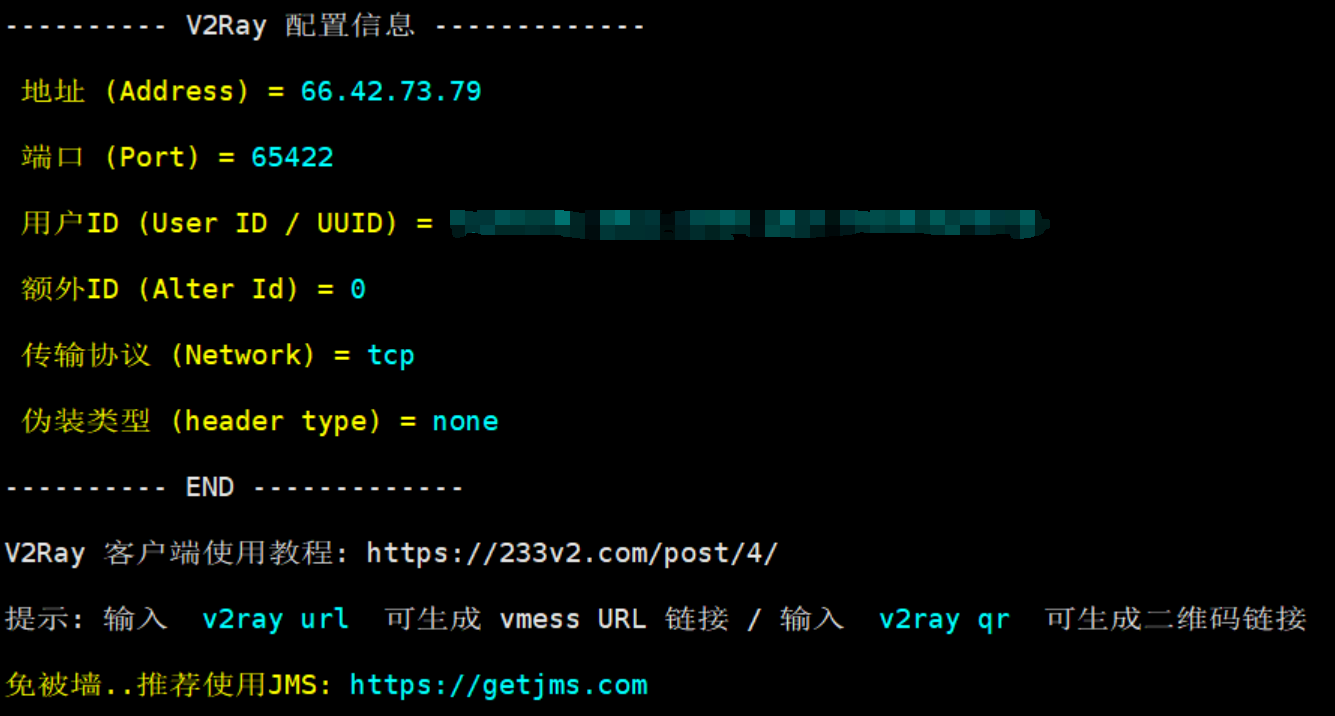 ---------- V2Ray 配置信息 -------------
地址 (Address) = 66.42.73.79
端口 (Port) = 65422
用户ID (User ID / UUID) =
额外ID (Alter Id) = 0
传输协议 (Network) = tcp
伪装类型 (header type) = none
---------- END -------------
V2Ray 客户端使用教程: https://233v2.com/post/4/
提示: 输入 v2ray url 可生成 vmess URL 链接 / 输入 v2ray qr 可生成二维码链接
免被墙..推荐使用JMS: https://getjms.com